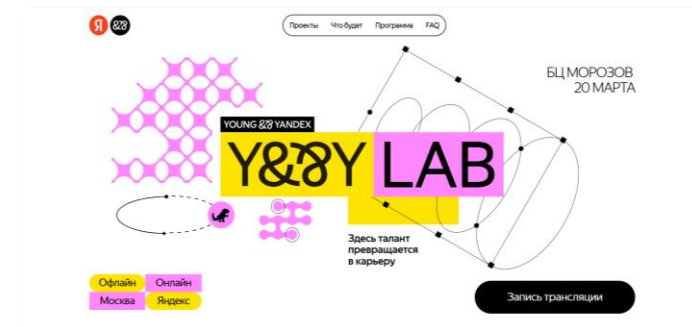 Я &&
Проекты Что будет Программа FAQ
БЦ МОРОЗОВ
20 МАРТА
YOUNG && YANDEX
Y&&Y LAB
Здесь талант
превращается
в карьеру
Офлайн Онлайн
Москва Яндекс
Запись трансляции